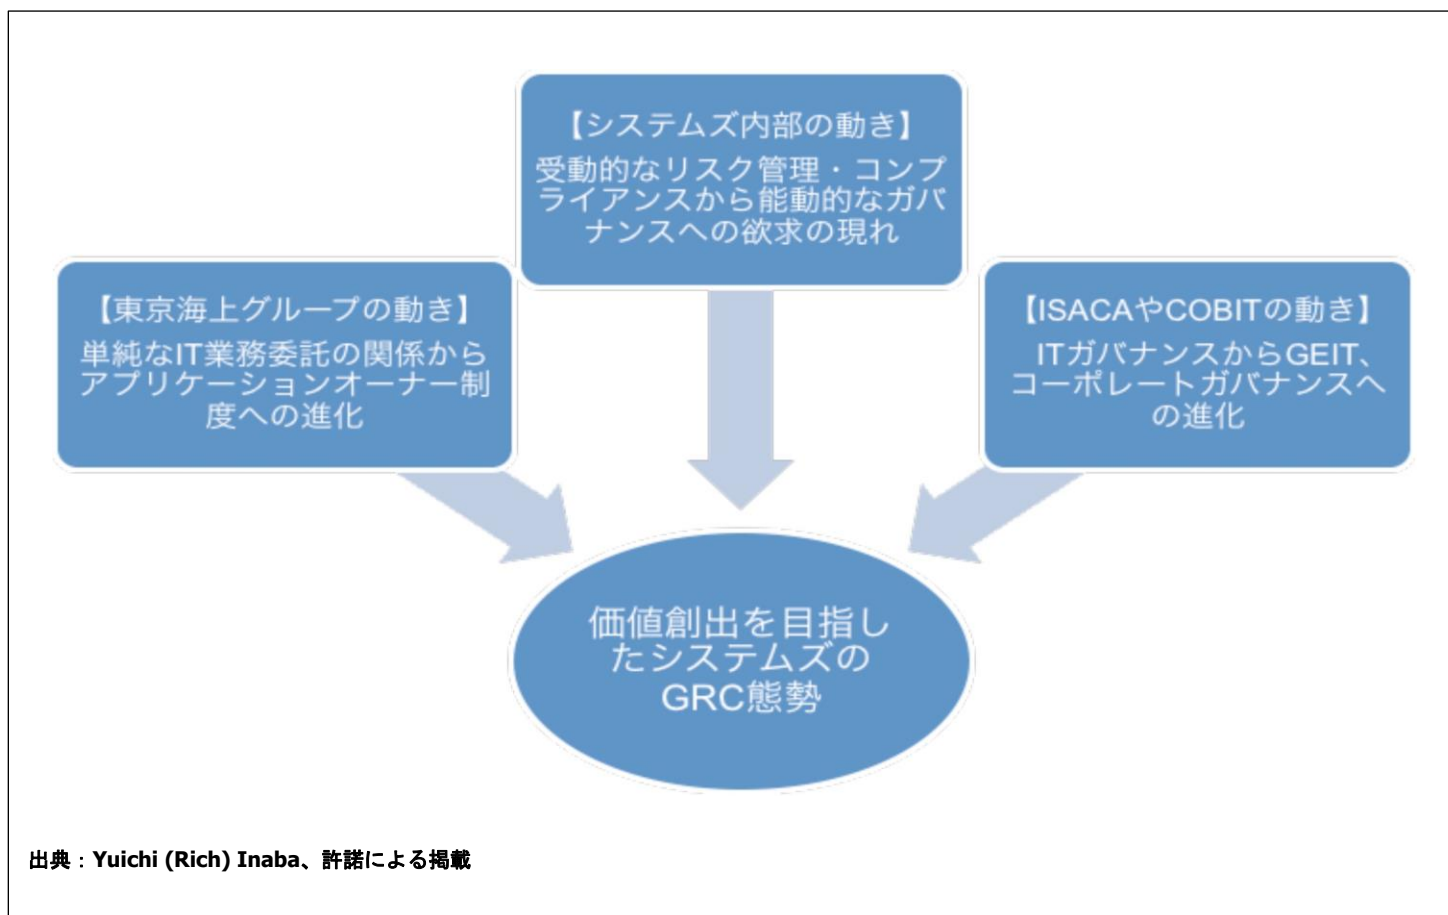 【システムズ内部の動き】
受動的なリスク管理・コンプ
ライアンスから能動的なガバ
ナンスへの欲求の現れ
【東京海上グループの動き】
単純なIT業務委託の関係から
アプリケーションオーナー制
度への進化
【ISACAやCOBITの動き】
ITガバナンスからGEIT、
コーポレートガバナンスへ
の進化
価値創出を目指し
たシステムズの
GRC態勢
出典：Yuichi (Rich) Inaba、許諾による掲載